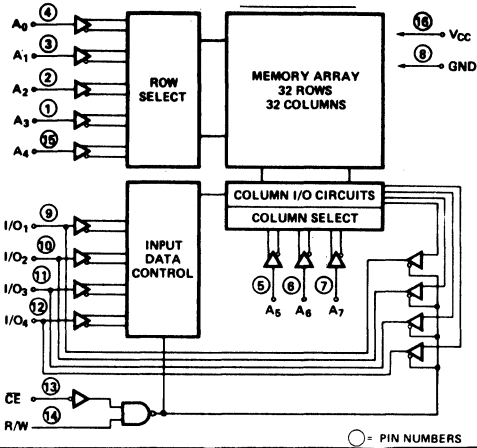 ④
A₀
③
A₁
②
A₂
①
A₃
⑮
A₄
ROW
SELECT
MEMORY ARRAY
32 ROWS
32 COLUMNS
⑯
VCC
⑧
GND
⑨
I/O₁
⑩
I/O₂
⑪
I/O₃
⑫
I/O₄
INPUT
DATA
CONTROL
COLUMN I/O CIRCUITS
COLUMN SELECT
⑤ ⑥ ⑦
A₅ A₆ A₇
⑬
C̅E̅
⑭
R/W
◯ = PIN NUMBERS